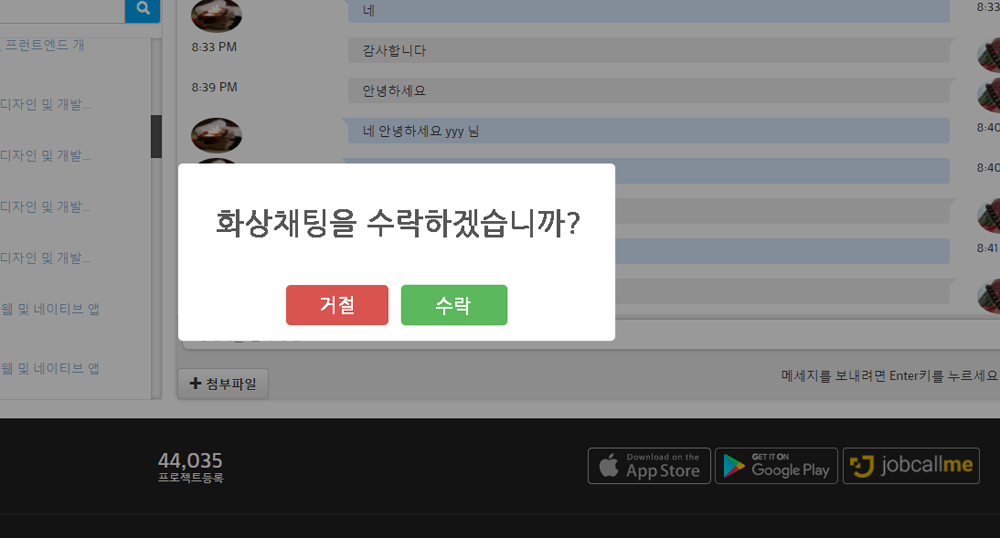 네
8:33
프런트엔드 개
8:33 PM
감사합니다
8:39 PM
안녕하세요
디자인 및 개발...
네 안녕하세요 yyy 님
8:40
디자인 및 개발...
8:40
디자인 및 개발...
화상채팅을 수락하겠습니까?
8:41
디자인 및 개발...
거절
수락
웹 및 네이티브 앱
웹 및 네이티브 앱
첨부파일
메세지를 보내려면 Enter키를 누르세요
44,035
프로젝트등록
Download on the
App Store
GET IT ON
Google Play
jobcallme